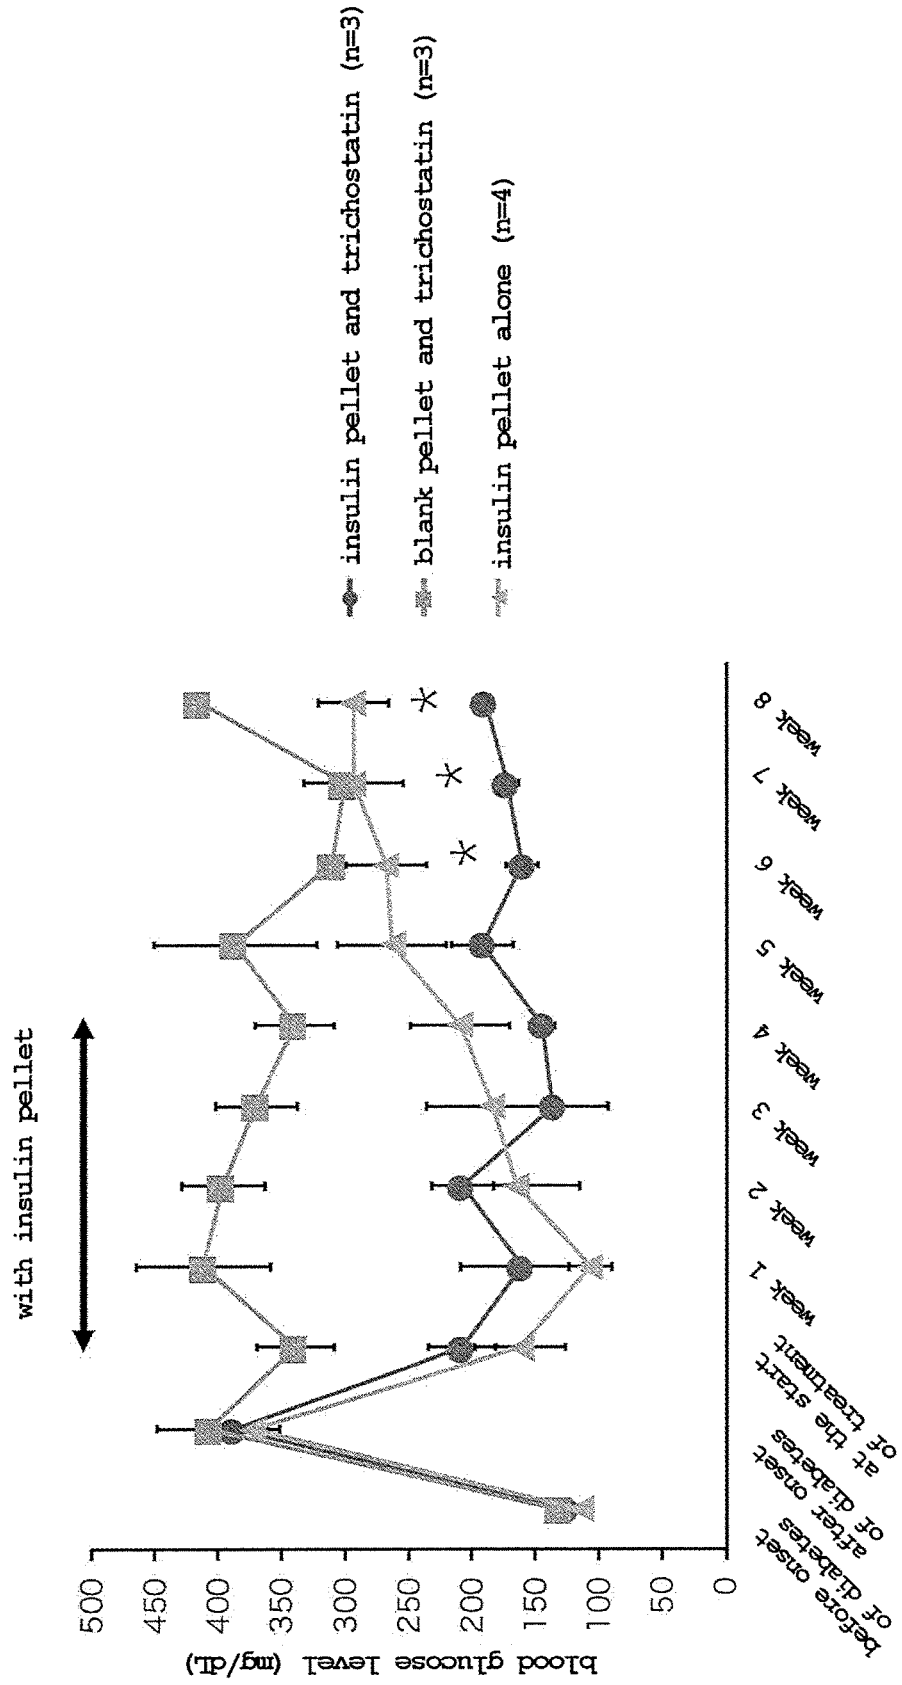 with insulin pellet
blood glucose level (mg/dL)
500
450
400
350
300
250
200
150
100
50
0
before onset
of diabetes
after onset
of diabetes
at the start
of treatment
week 1
week 2
week 3
week 4
week 5
week 6
week 7
week 8
*
*
*
insulin pellet and trichostatin (n=3)
blank pellet and trichostatin (n=3)
insulin pellet alone (n=4)